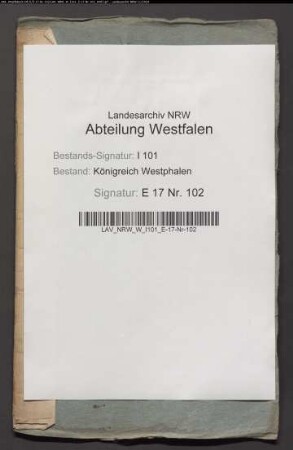 Landesarchiv NRW
Abteilung Westfalen
Bestands-Signatur: I 101
Bestand: Königreich Westphalen
Signatur: E 17 Nr. 102
LAV_NRW_W_I101_E-17-Nr-102